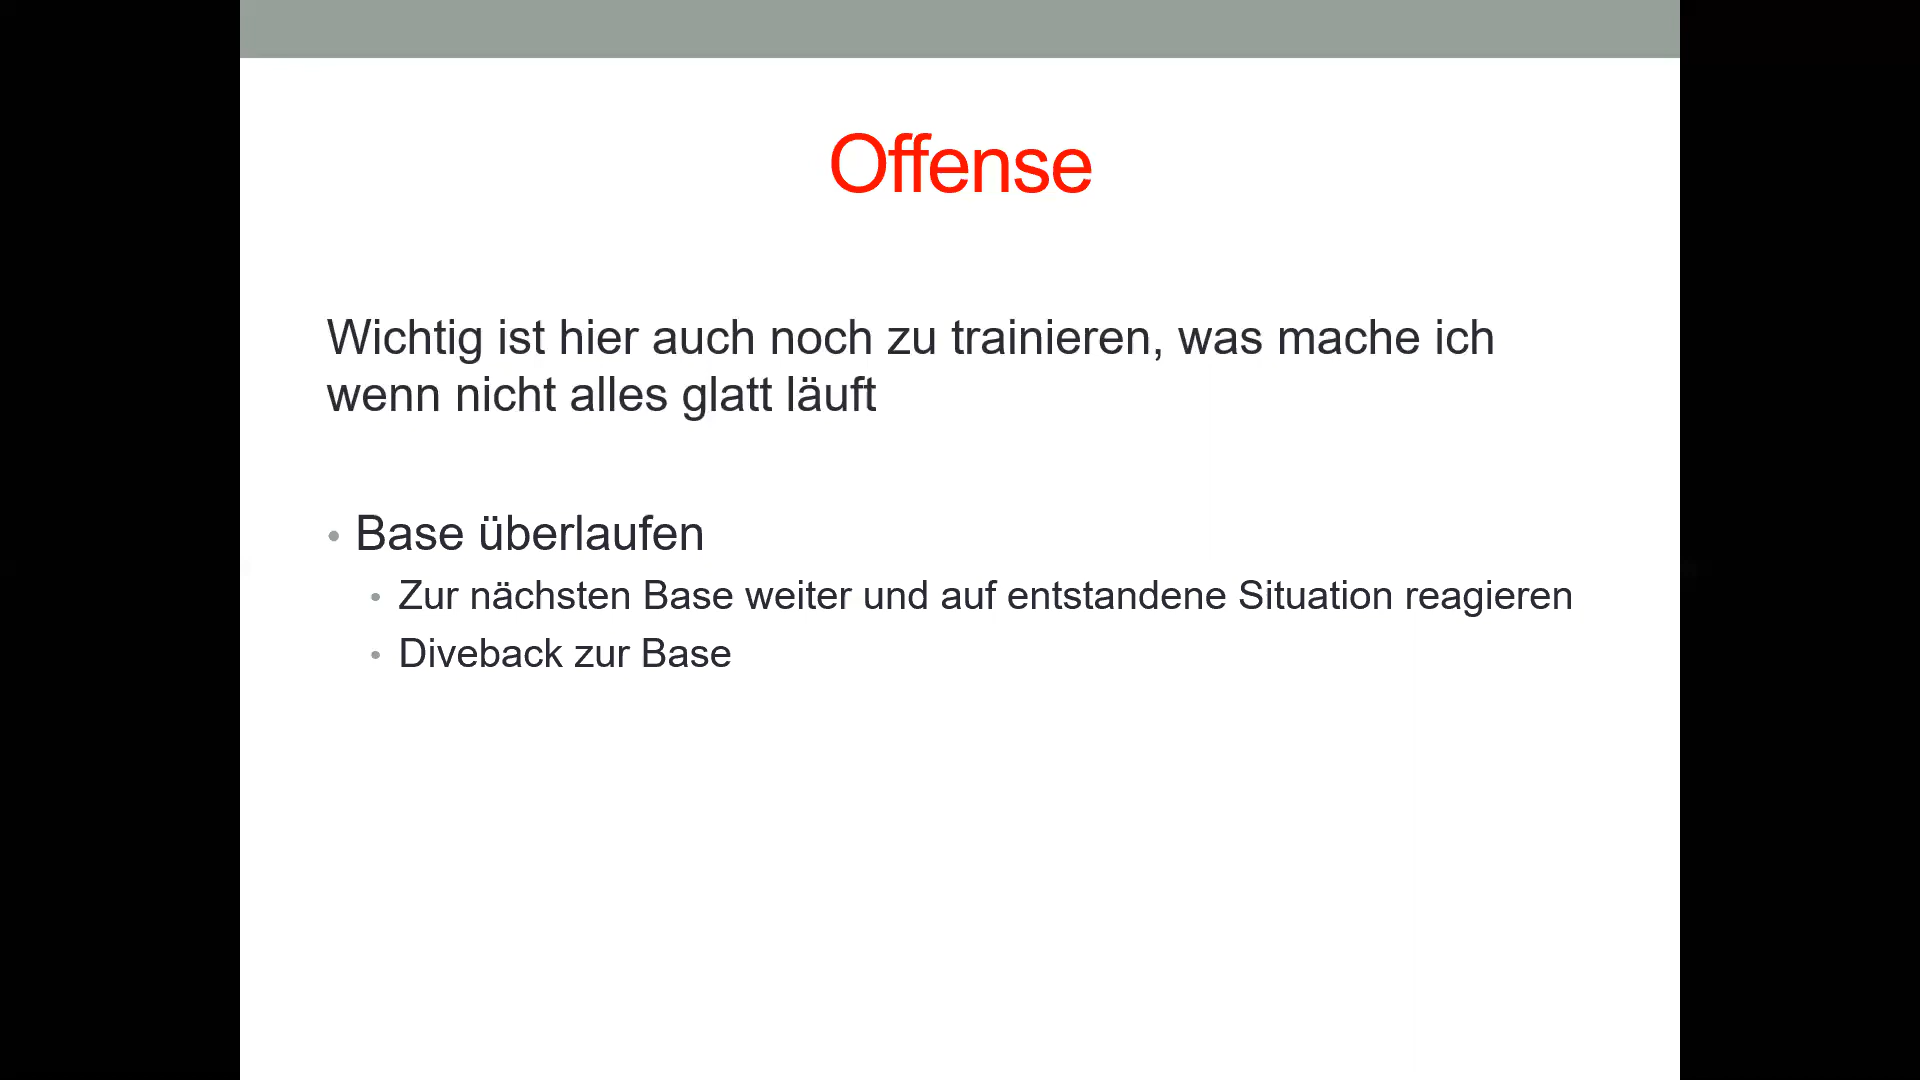 Offense
Wichtig ist hier auch noch zu trainieren, was mache ich
wenn nicht alles glatt läuft
• Base überlaufen
• Zur nächsten Base weiter und auf entstandene Situation reagieren
• Diveback zur Base